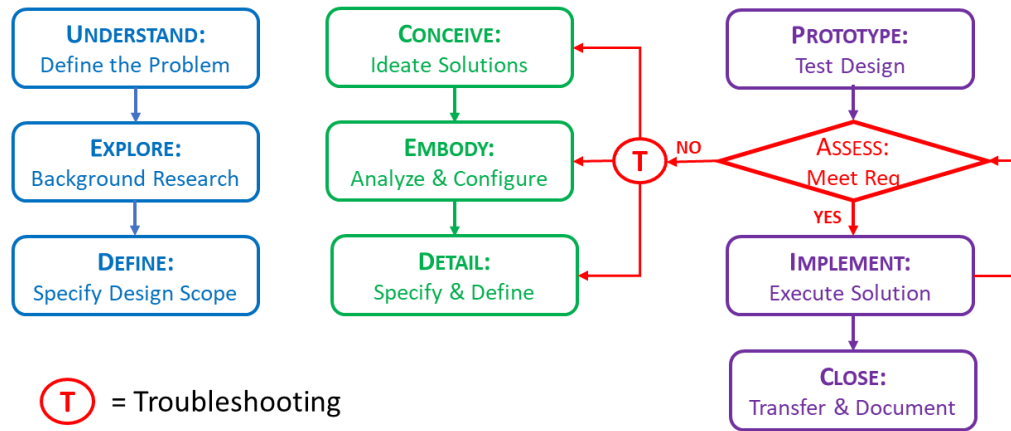 UNDERSTAND:
Define the Problem
EXPLORE:
Background Research
DEFINE:
Specify Design Scope
CONCEIVE:
Ideate Solutions
EMBODY:
Analyze & Configure
DETAIL:
Specify & Define
T
NO
PROTOTYPE:
Test Design
ASSESS:
Meet Req
YES
IMPLEMENT:
Execute Solution
CLOSE:
Transfer & Document
T = Troubleshooting